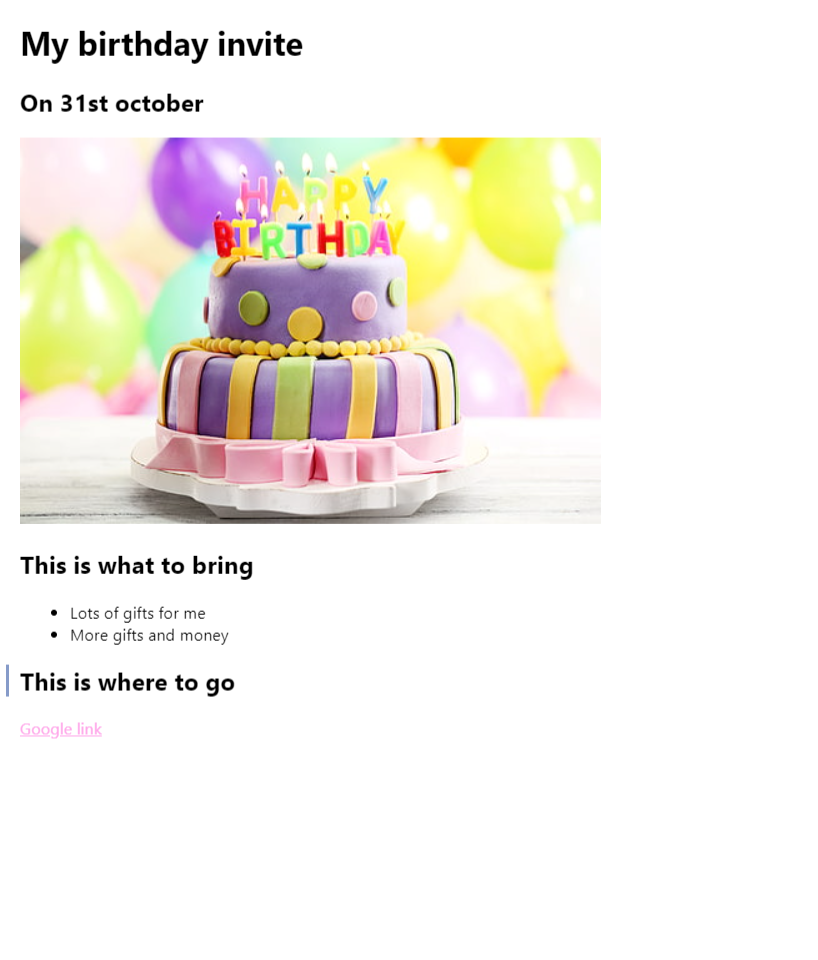 My birthday invite
On 31st october
HAPPY
BIRTHDAY
This is what to bring
Lots of gifts for me
More gifts and money
This is where to go
Google link